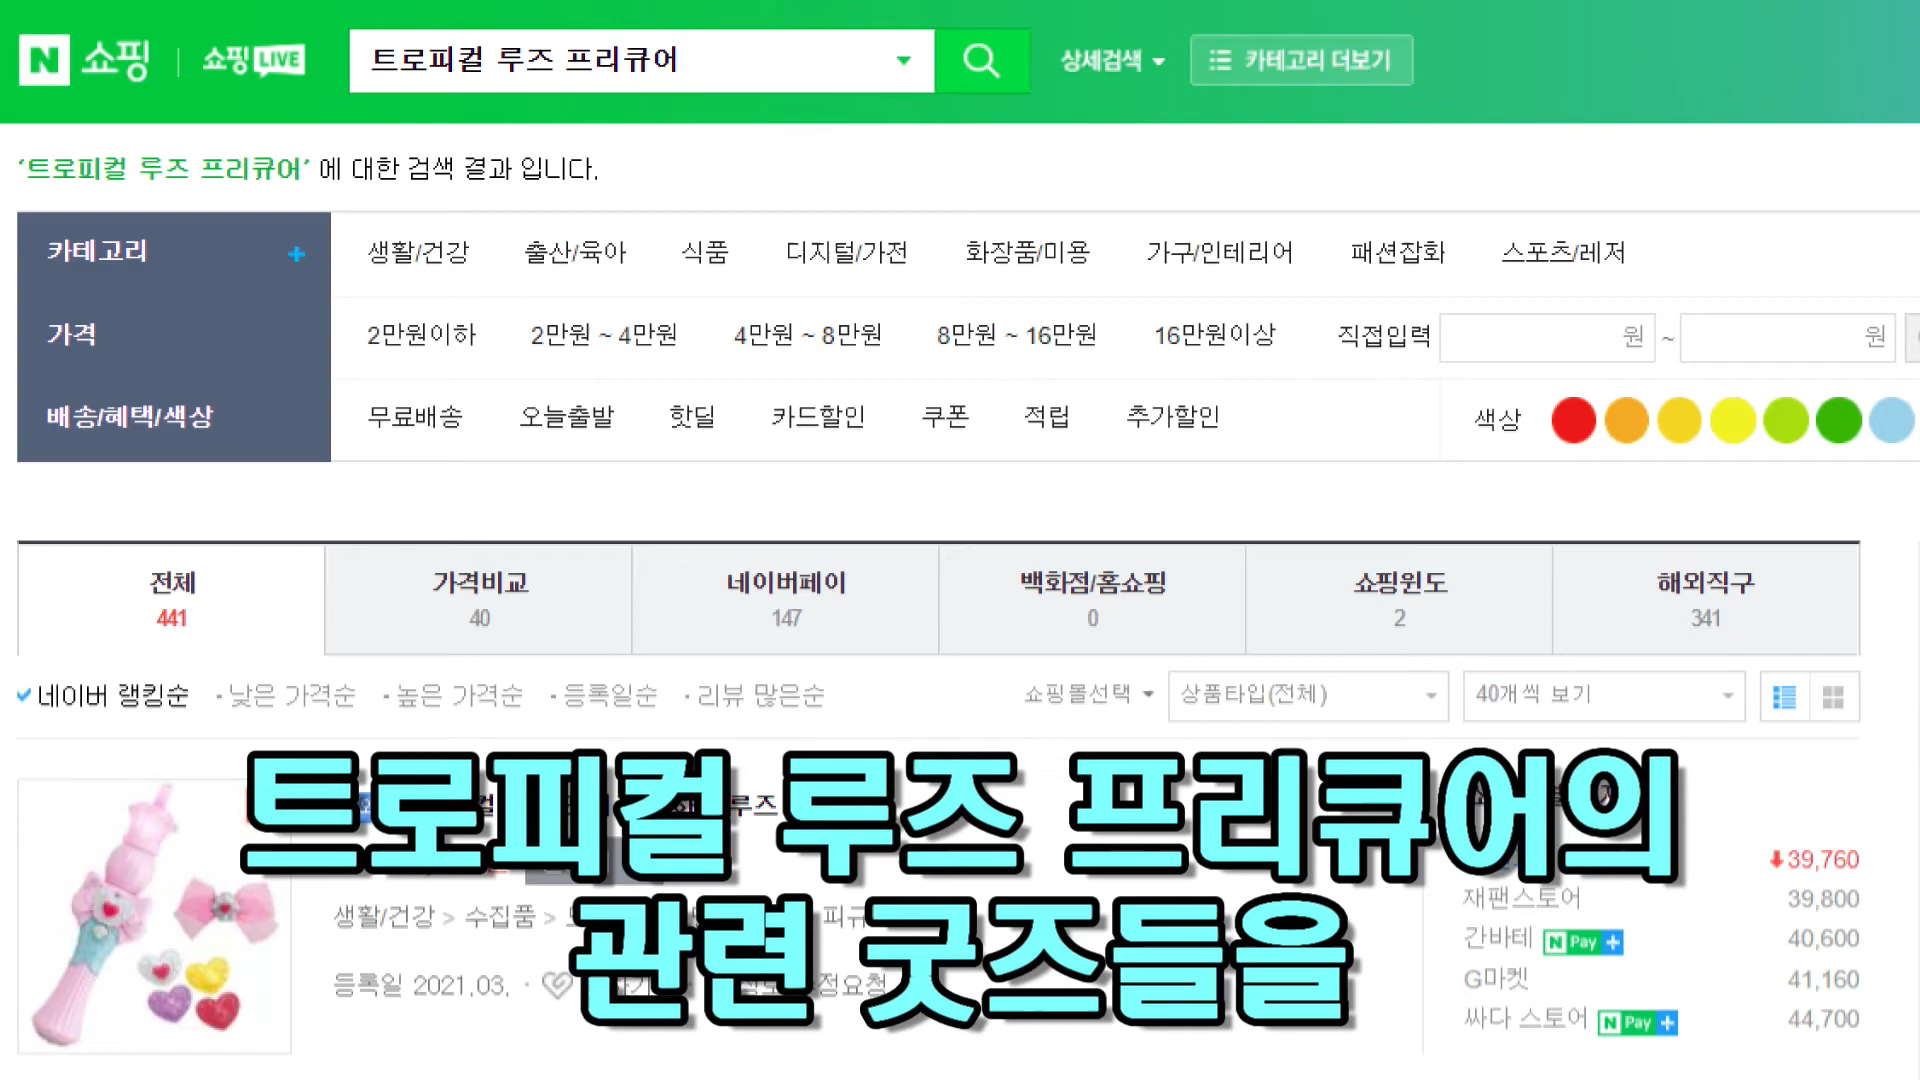 N 쇼핑 쇼핑 LIVE 트로피컬 루즈 프리큐어 상세검색 카테고리 더보기
‘트로피컬 루즈 프리큐어’ 에 대한 검색 결과 입니다.
카테고리 + 생활/건강 출산/육아 식품 디지털/가전 화장품/미용 가구/인테리어 패션잡화 스포츠/레저
가격 2만원이하 2만원 ~ 4만원 4만원 ~ 8만원 8만원 ~ 16만원 16만원이상 직접입력 원 ~ 원
배송/혜택/색상 무료배송 오늘출발 핫딜 카드할인 쿠폰 적립 추가할인 색상
전체 가격비교 네이버페이 백화점/홈쇼핑 쇼핑윈도 해외직구
441 40 147 0 2 341
네이버 랭킹순 · 낮은 가격순 · 높은 가격순 · 등록일순 · 리뷰 많은순 쇼핑몰선택 상품타입(전체) 40개씩 보기
트로피컬 루즈 프리큐어의
관련 굿즈들을
루즈
생활/건강 > 수집품 >
등록일 2021.03. · 정요청
39,760
재팬스토어 39,800
간바테 N Pay + 40,600
G마켓 41,160
싸다 스토어 N Pay + 44,700